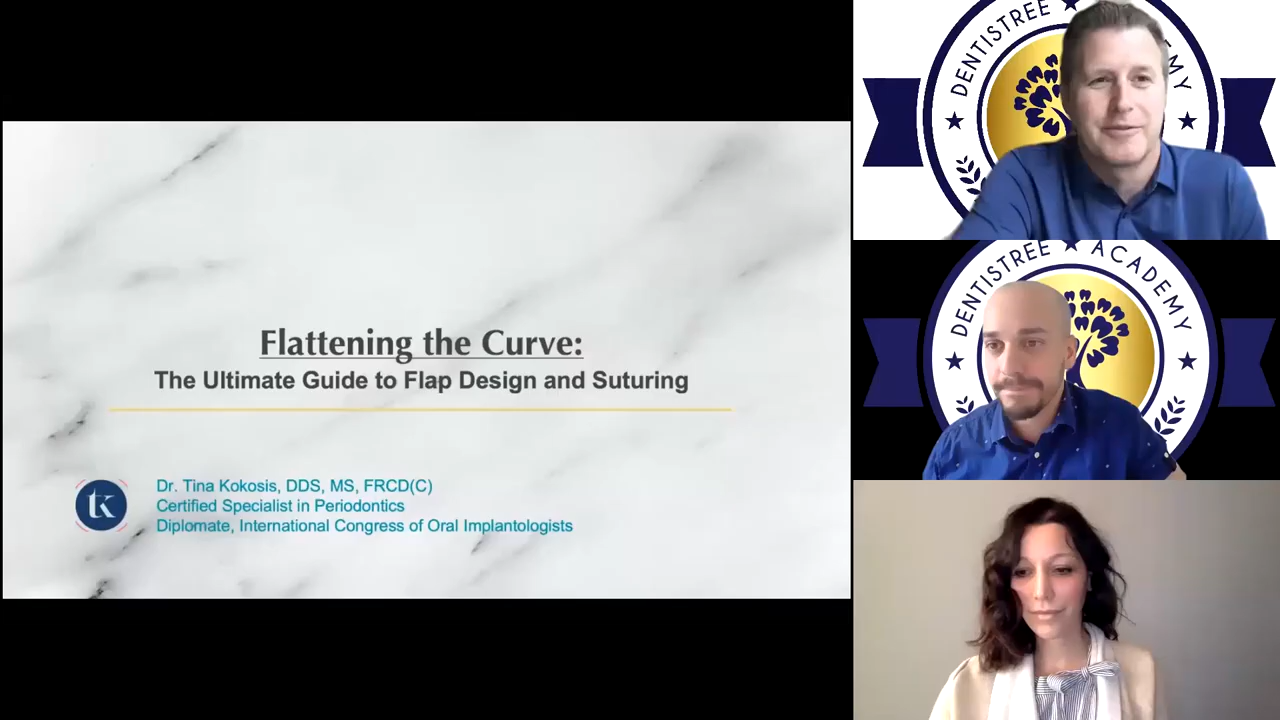 Flattening the Curve:
The Ultimate Guide to Flap Design and Suturing
tk
Dr. Tina Kokosis, DDS, MS, FRCD(C)
Certified Specialist in Periodontics
Diplomate, International Congress of Oral Implantologists
DENTISTREE
MY
DENTISTREE ACADEMY